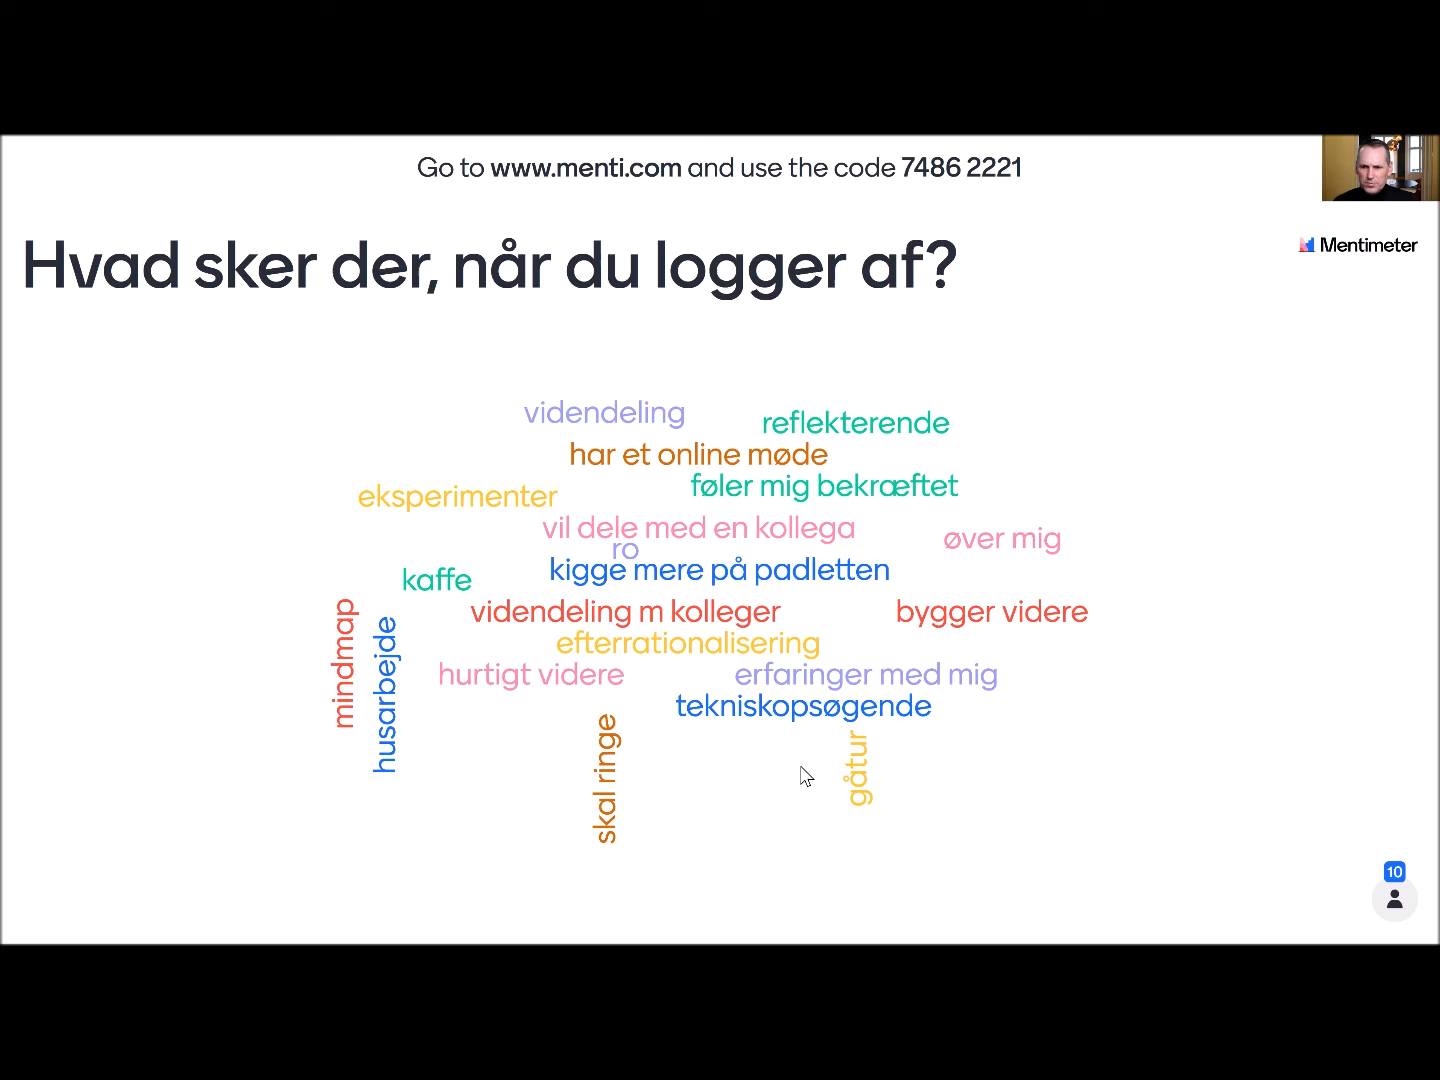 Go to www.menti.com and use the code 7486 2221
Mentimeter
Hvad sker der, når du logger af?
videndeling
reflekterende
har et online møde
føler mig bekræftet
eksperimenter
vil dele med en kollega
øver mig
ro
kigge mere på padletten
kaffe
videndeling m kolleger
bygger videre
mindmap
husarbejde
efterrationalisering
hurtigt videre
erfaringer med mig
tekniskopsøgende
skal ringe
gåtur
10